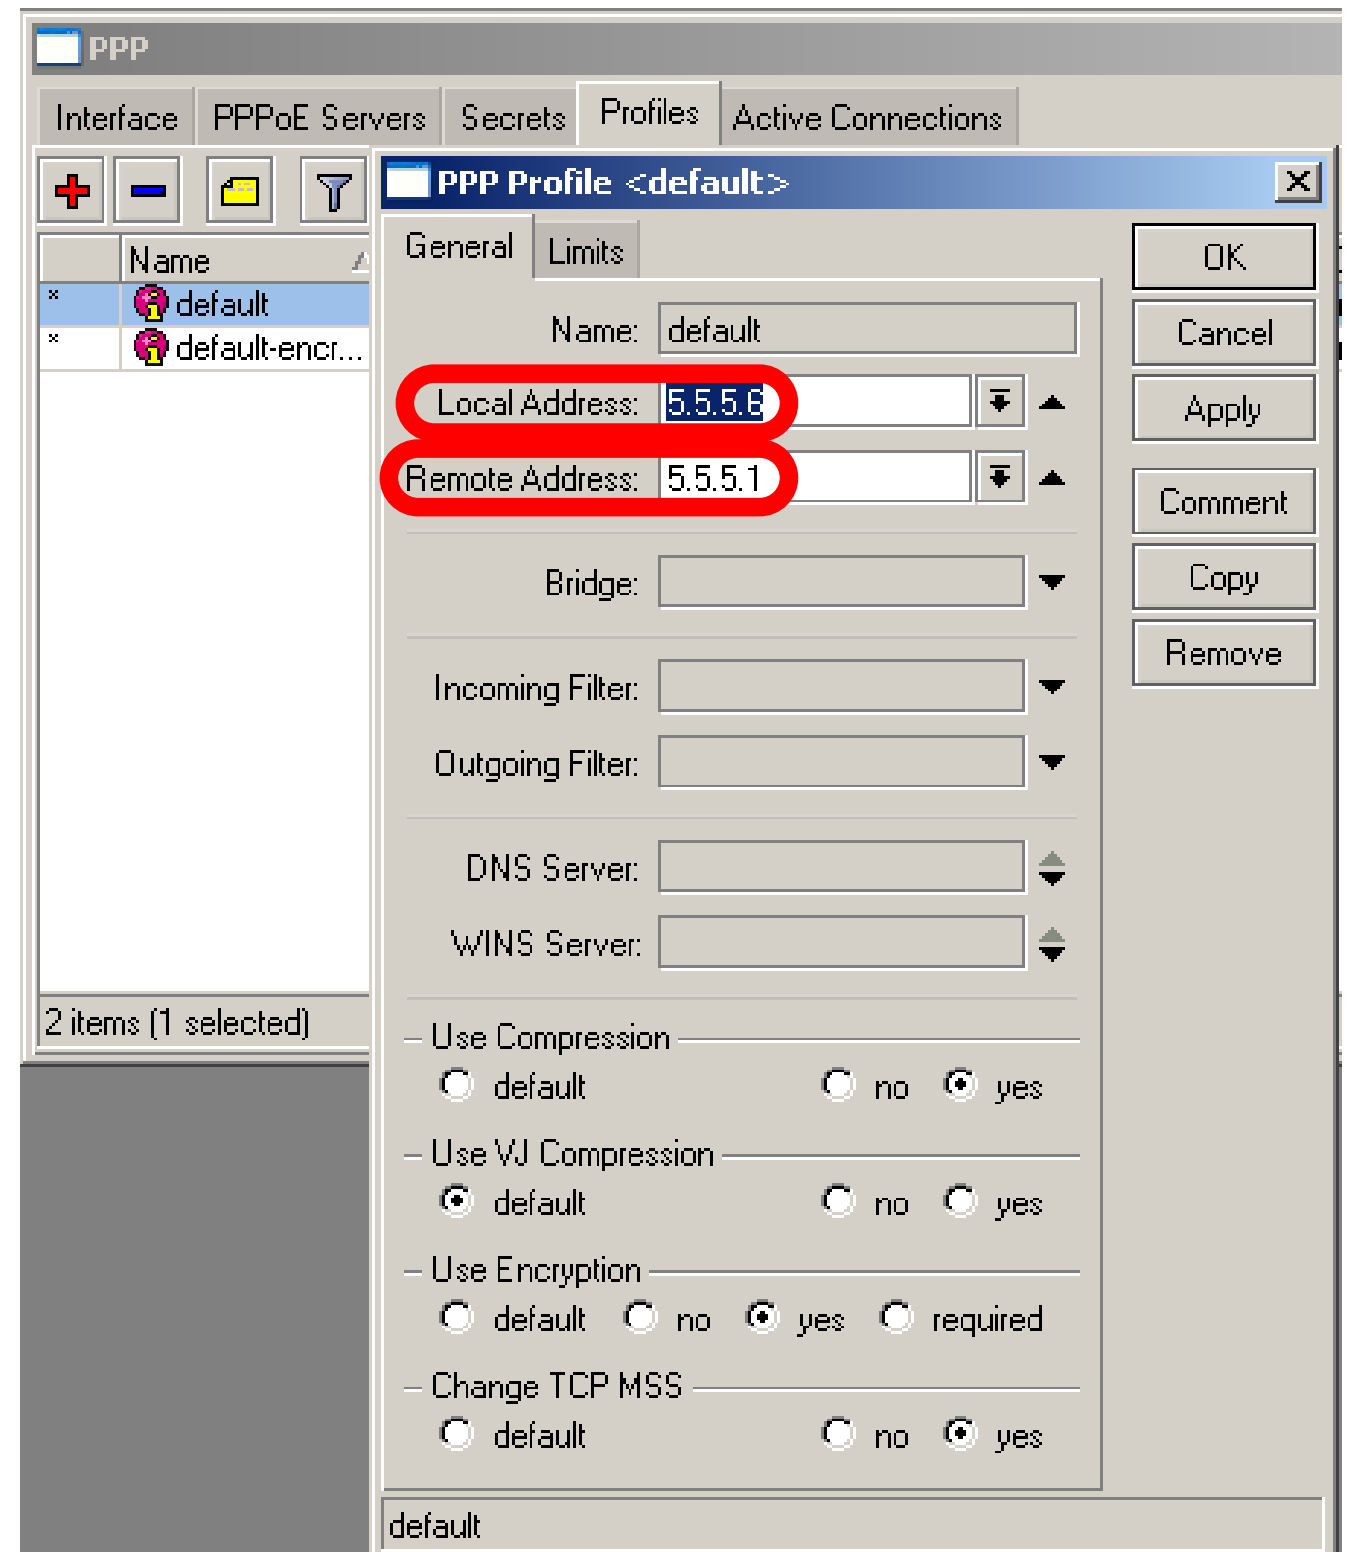 PPP
Interface PPPoE Servers Secrets Profiles Active Connections
PPP Profile <default>
Name
* default
* default-encr...
2 items (1 selected)
General Limits
Name: default
Local Address: 5.5.5.6
Remote Address: 5.5.5.1
Bridge:
Incoming Filter:
Outgoing Filter:
DNS Server:
WINS Server:
Use Compression
default no yes
Use VJ Compression
default no yes
Use Encryption
default no yes required
Change TCP MSS
default no yes
default
OK
Cancel
Apply
Comment
Copy
Remove